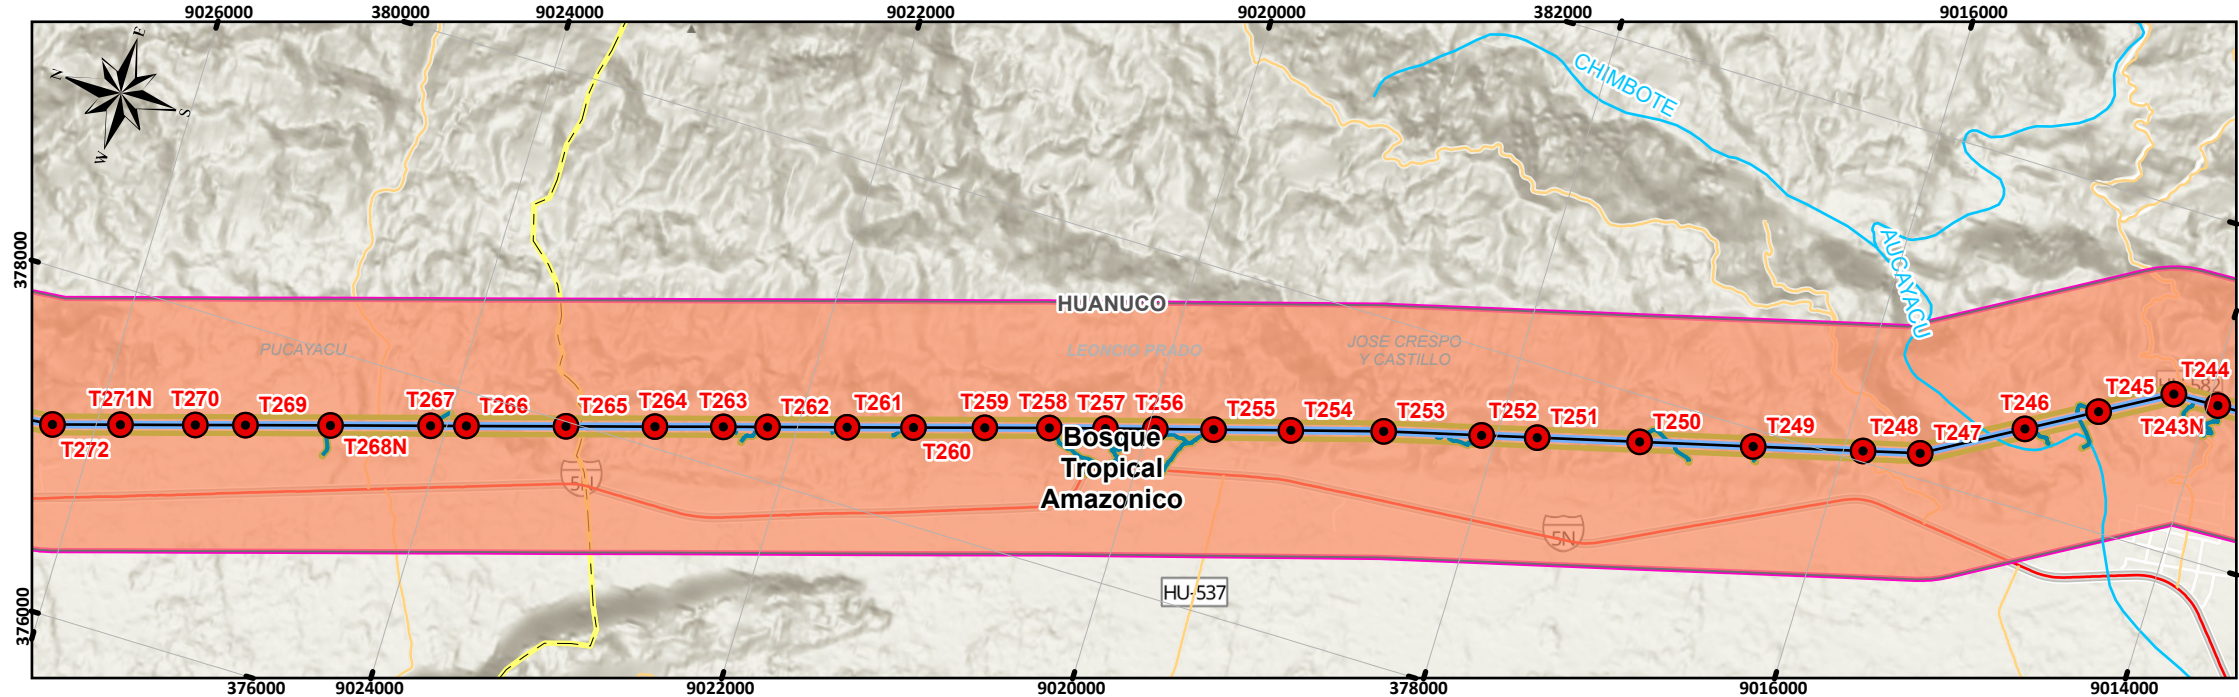 9026000
380000
9024000
9022000
9020000
382000
9016000
E
N
S
W
CHIMBOTE
AUCAYACU
378000
376000
HUANUCO
PUCAYACU
LEONCIO PRADO
JOSE CRESPO
Y CASTILLO
T272
T271N
T270
T269
T268N
T267
T266
T265
T264
T263
T262
T261
T260
T259
T258
T257
T256
T255
T254
T253
T252
T251
T250
T249
T248
T247
T246
T245
T244
T243N
HU-582
Bosque
Tropical
Amazonico
5N
5N
HU-537
376000
9024000
9022000
9020000
378000
9016000
9014000